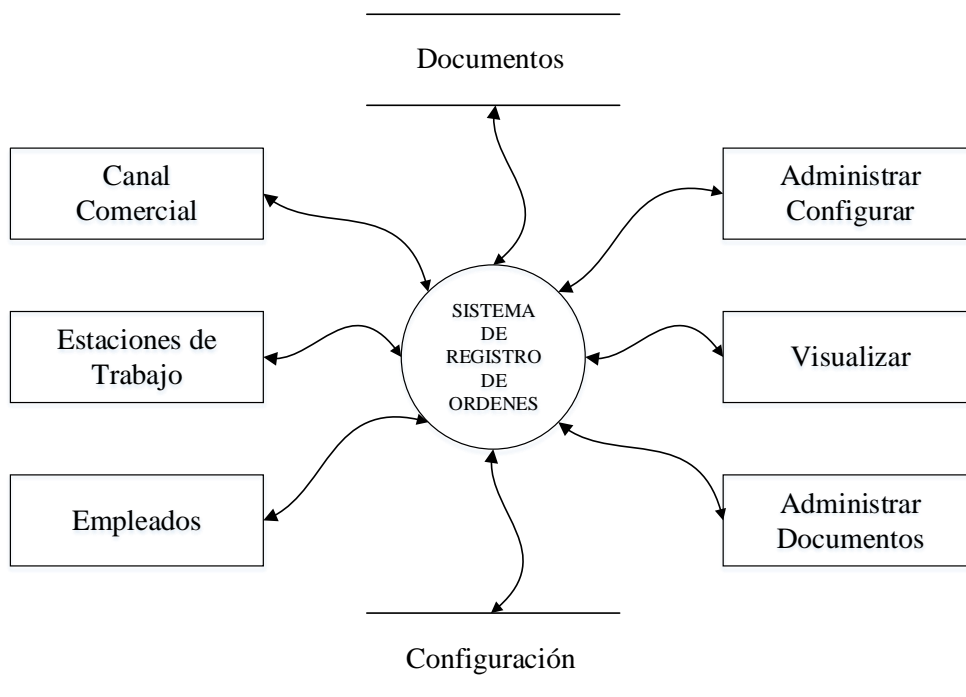 Documentos
Canal
Comercial
Administrar
Configurar
SISTEMA
DE
REGISTRO
DE
ORDENES
Estaciones de
Trabajo
Visualizar
Empleados
Administrar
Documentos
Configuración